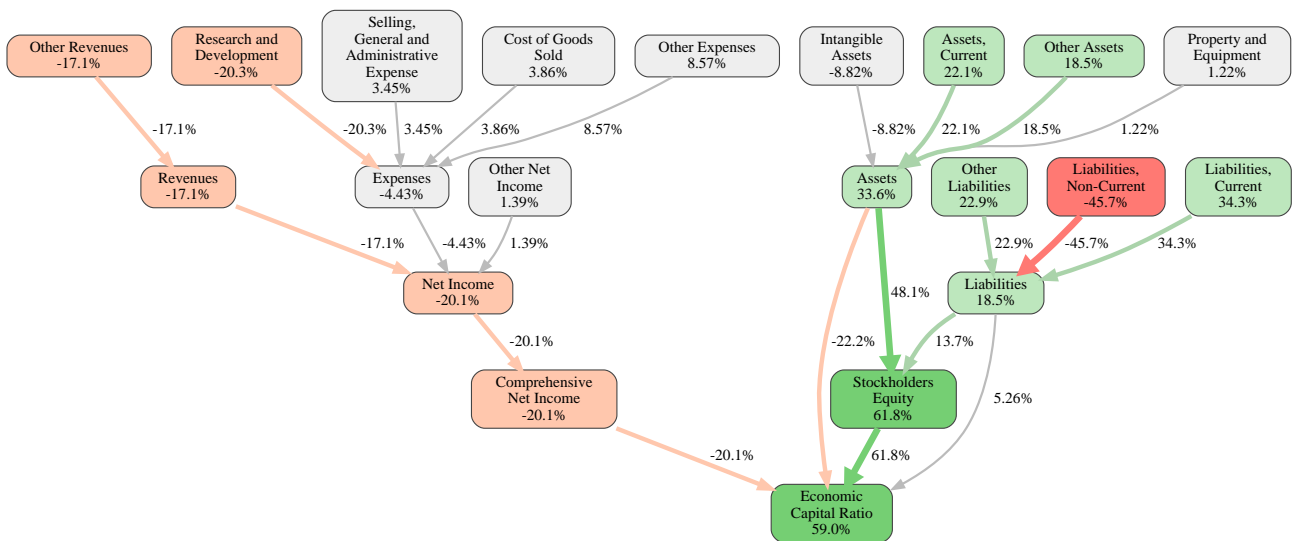 Other Revenues
-17.1%
Research and
Development
-20.3%
Selling,
General and
Administrative
Expense
3.45%
Cost of Goods
Sold
3.86%
Other Expenses
8.57%
Intangible
Assets
-8.82%
Assets,
Current
22.1%
Other Assets
18.5%
Property and
Equipment
1.22%
-17.1%
-20.3%
3.45%
3.86%
8.57%
-8.82%
22.1%
18.5%
1.22%
Revenues
-17.1%
Expenses
-4.43%
Other Net
Income
1.39%
Assets
33.6%
Other
Liabilities
22.9%
Liabilities,
Non-Current
-45.7%
Liabilities,
Current
34.3%
-17.1%
-4.43%
1.39%
22.9%
-45.7%
34.3%
Net Income
-20.1%
48.1%
Liabilities
18.5%
-20.1%
-22.2%
13.7%
Comprehensive
Net Income
-20.1%
Stockholders
Equity
61.8%
5.26%
-20.1%
61.8%
Economic
Capital Ratio
59.0%